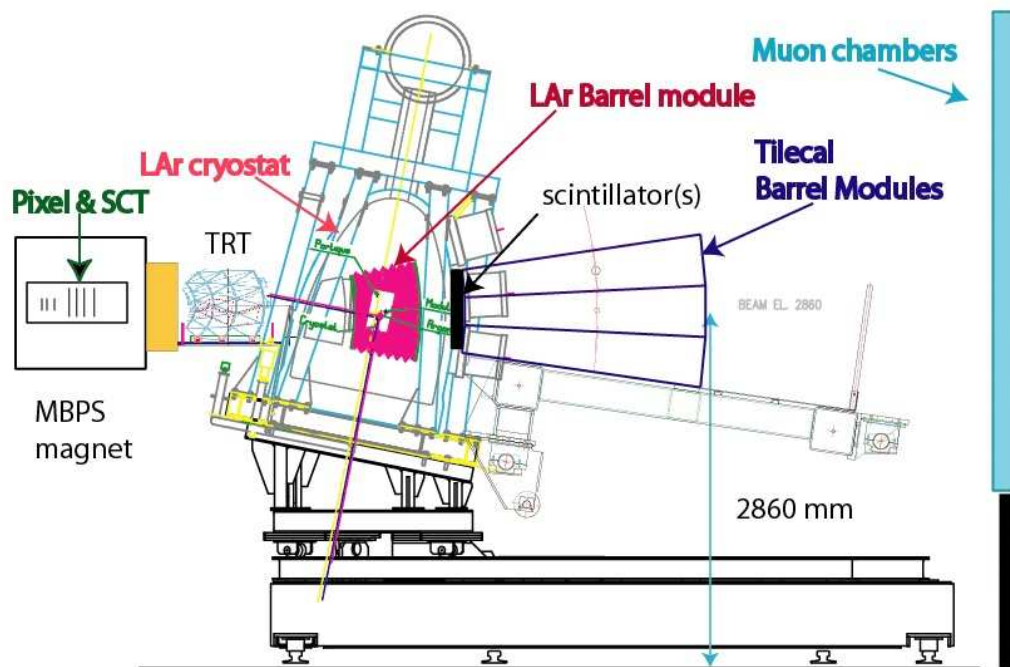 Muon chambers
LAr Barrel module
Tilecal
Barrel Modules
LAr cryostat
scintillator(s)
Pixel & SCT
TRT
Cryostat
BEAM EL. 2860
MBPS
magnet
2860 mm